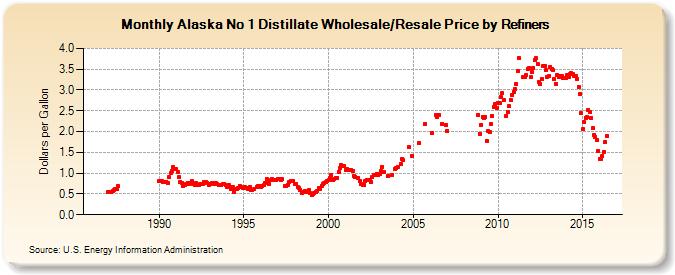 Monthly Alaska No 1 Distillate Wholesale/Resale Price by Refiners
Dollars per Gallon
4.0
3.5
3.0
2.5
2.0
1.5
1.0
0.5
0.0
1990 1995 2000 2005 2010 2015
Source: U.S. Energy Information Administration